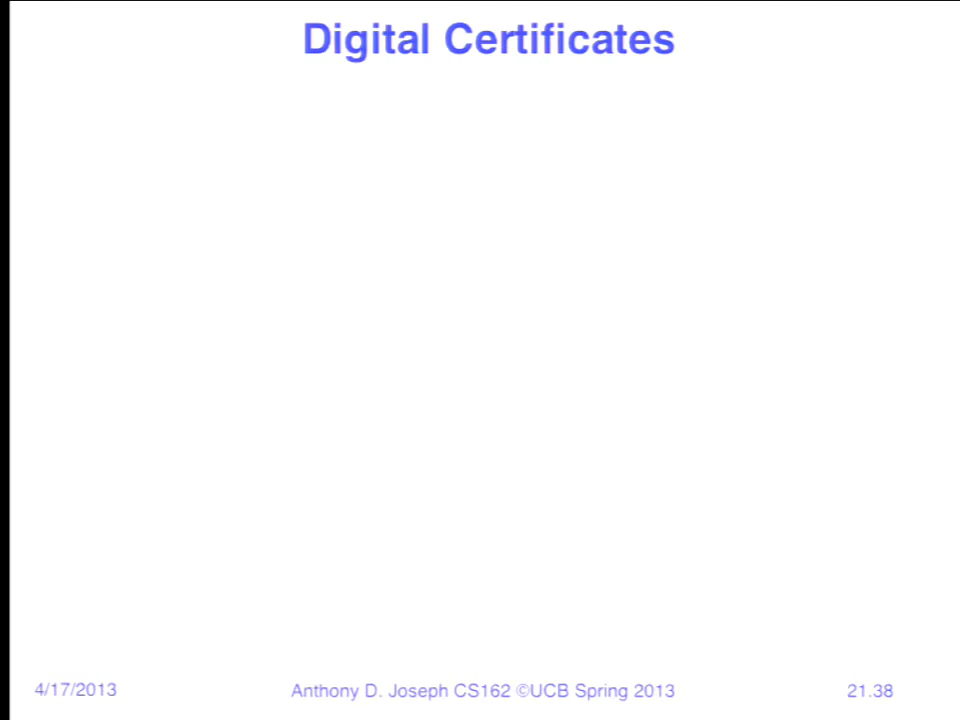 Digital Certificates
4/17/2013
Anthony D. Joseph CS162 ©UCB Spring 2013
21.38